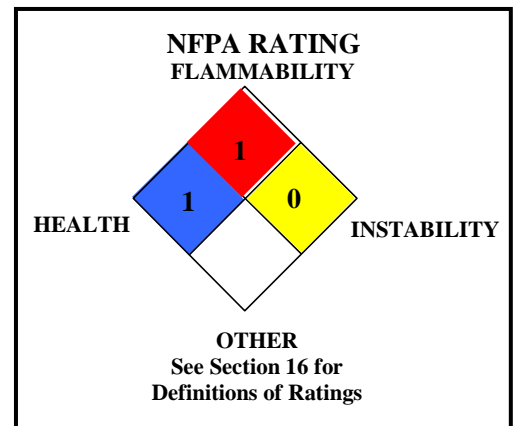 NFPA RATING
FLAMMABILITY
1
1
0
HEALTH
INSTABILITY
OTHER
See Section 16 for
Definitions of Ratings